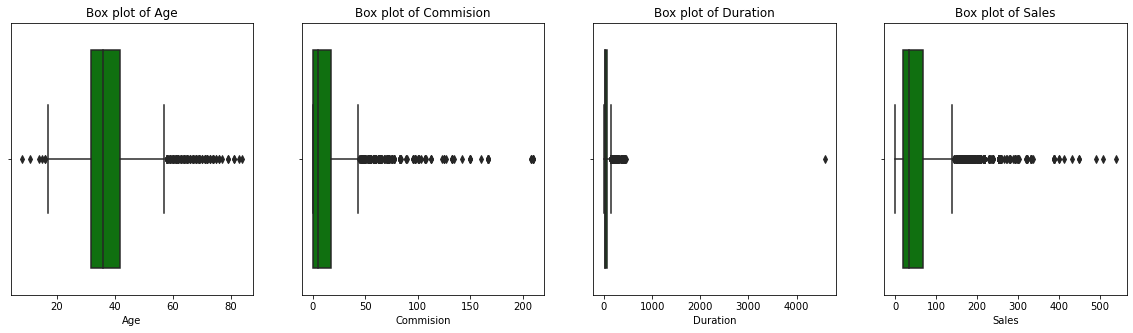 Box plot of Age
20 40 60 80
Age
Box plot of Commision
0 50 100 150 200
Commision
Box plot of Duration
0 1000 2000 3000 4000
Duration
Box plot of Sales
0 100 200 300 400 500
Sales